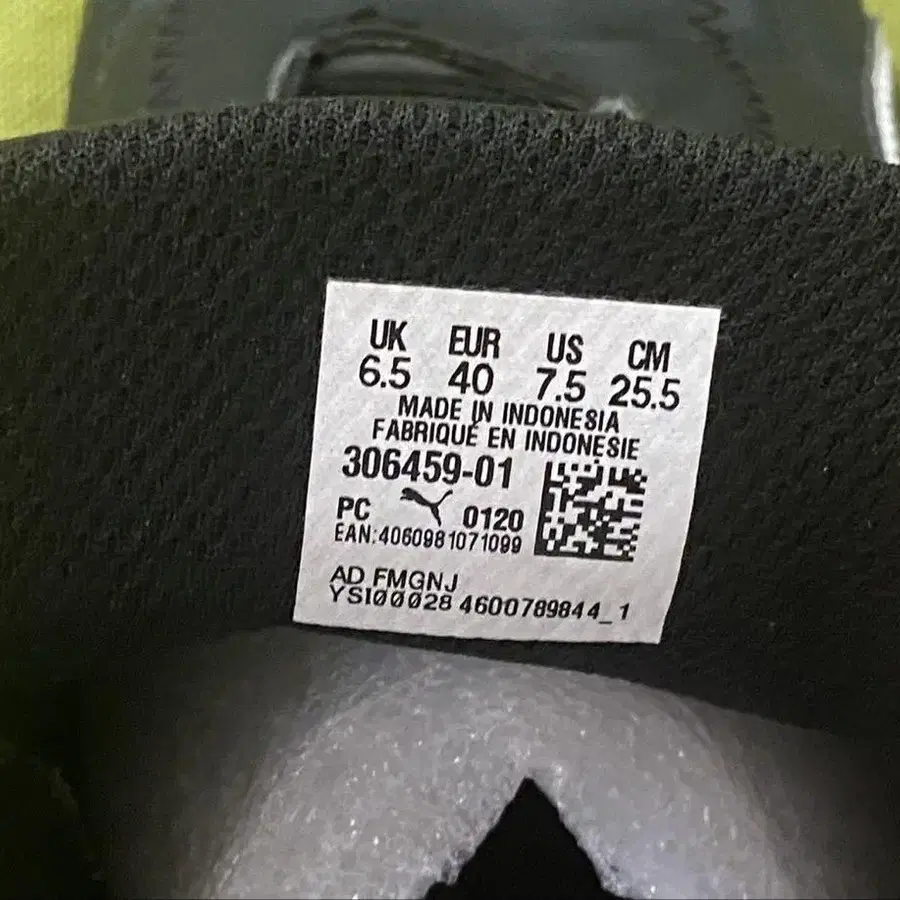 UK EUR US CM
6.5 40 7.5 25.5
MADE IN INDONESIA
FABRIQUÉ EN INDONESIE
306459-01
PC 0120
EAN:4060981071099
AD FMGNJ
YS100028 4600789844_1